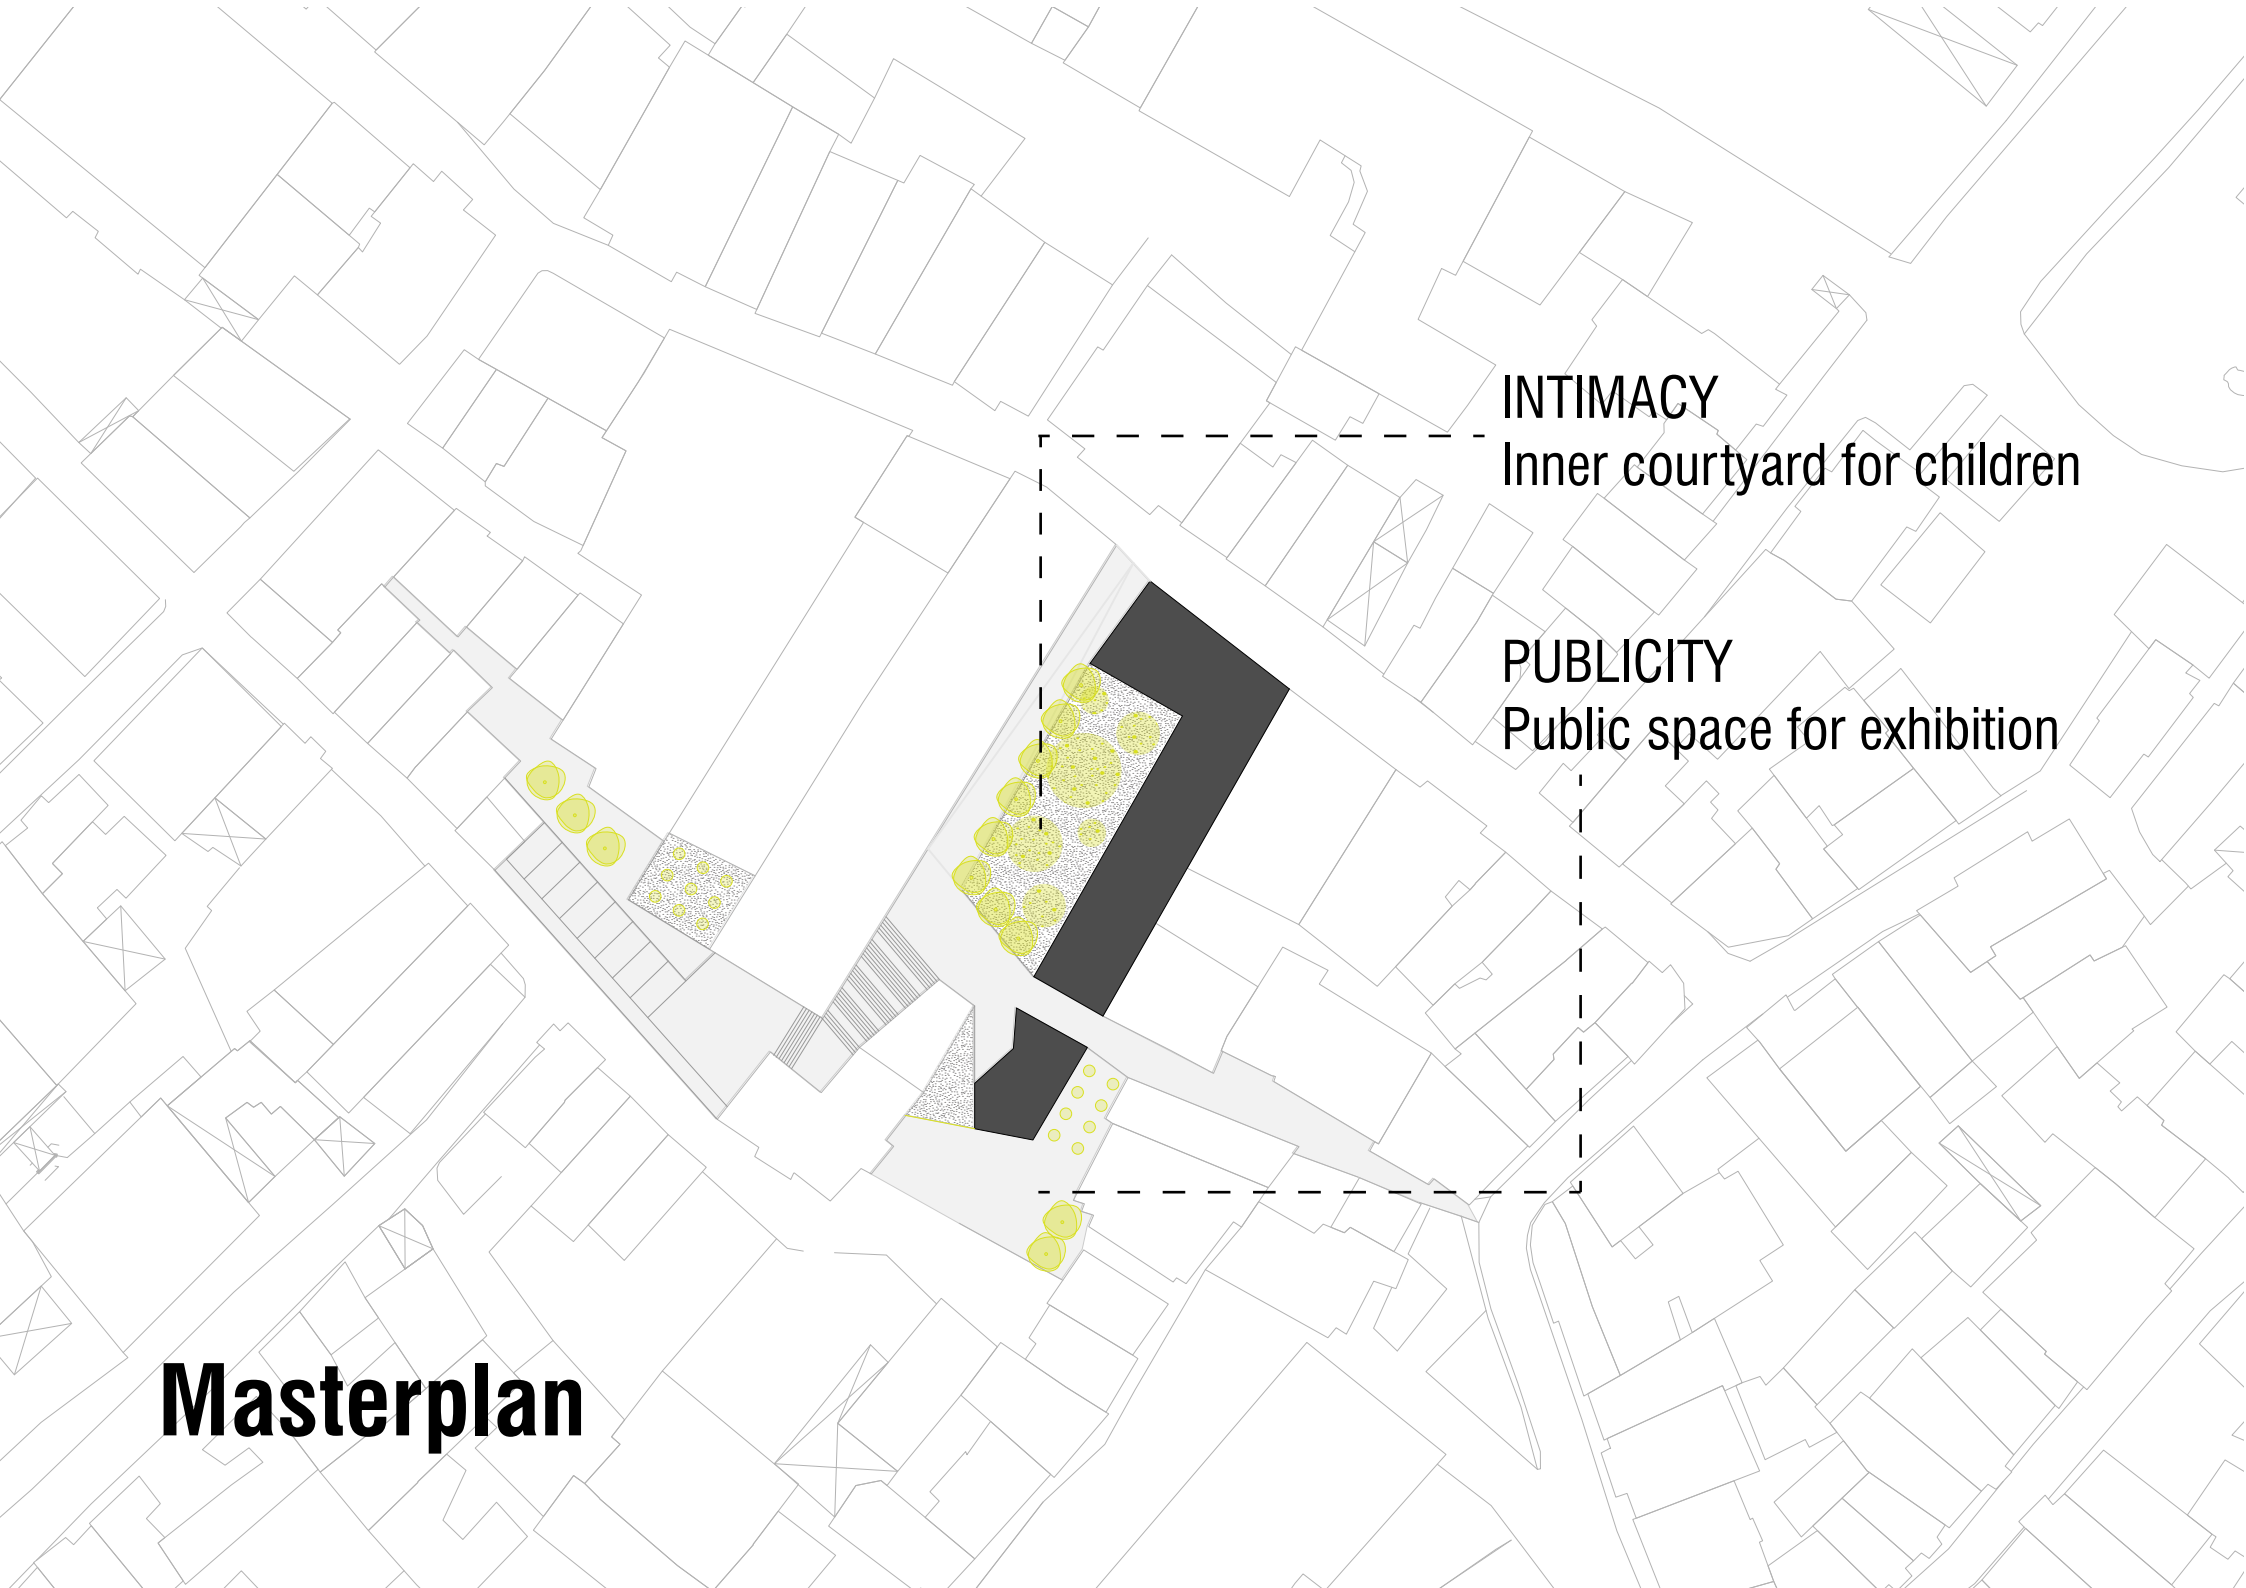 INTIMACY
Inner courtyard for children
PUBLICITY
Public space for exhibition
Masterplan